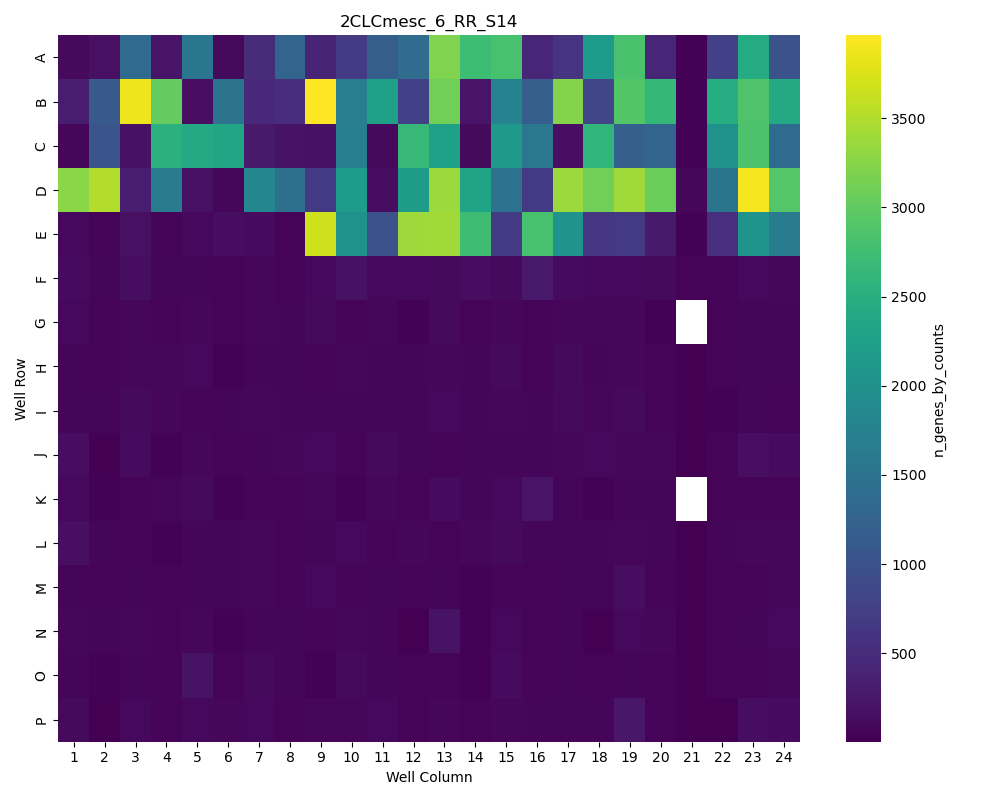 2CLCmesc_6_RR_S14
Well Row
A
B
C
D
E
F
G
H
I
J
K
L
M
N
O
P
1 2 3 4 5 6 7 8 9 10 11 12 13 14 15 16 17 18 19 20 21 22 23 24
Well Column
3500
3000
2500
2000
1500
1000
500
n_genes_by_counts